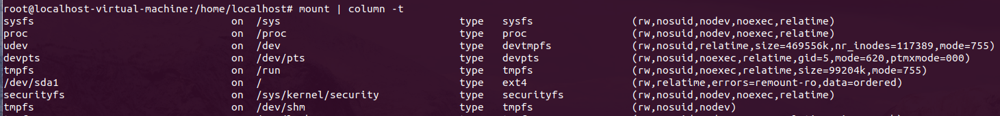 root@localhost-virtual-machine:/home/localhost# mount | column -t
sysfs on /sys type sysfs (rw,nosuid,nodev,noexec,relatime)
proc on /proc type proc (rw,nosuid,nodev,noexec,relatime)
udev on /dev type devtmpfs (rw,nosuid,relatime,size=469556k,nr_inodes=117389,mode=755)
devpts on /dev/pts type devpts (rw,nosuid,noexec,relatime,gid=5,mode=620,ptmxmode=000)
tmpfs on /run type tmpfs (rw,nosuid,noexec,relatime,size=99204k,mode=755)
/dev/sda1 on / type ext4 (rw,relatime,errors=remount-ro,data=ordered)
securityfs on /sys/kernel/security type securityfs (rw,nosuid,nodev,noexec,relatime)
tmpfs on /dev/shm type tmpfs (rw,nosuid,nodev)